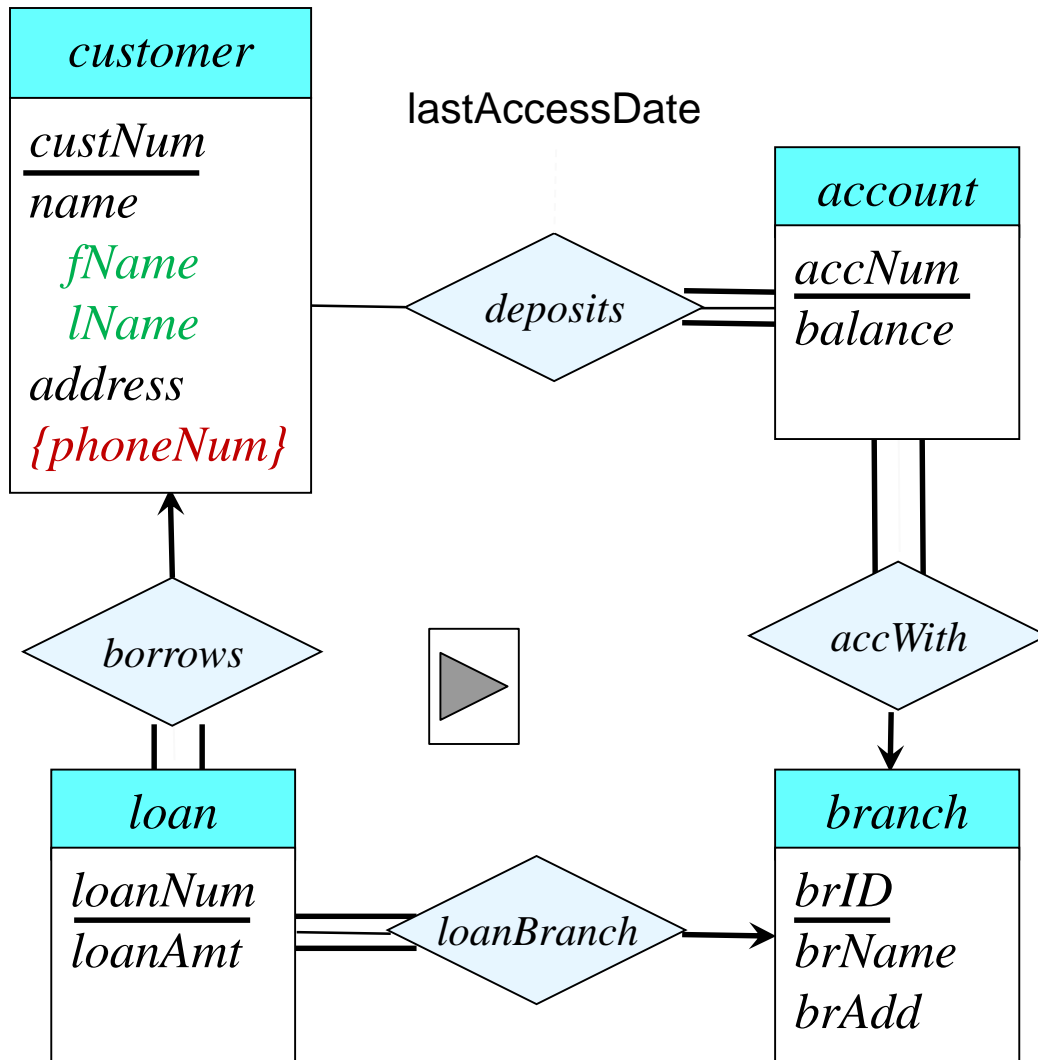 customer
custNum
name
fName
lName
address
{phoneNum}
lastAccessDate
deposits
account
accNum
balance
borrows
accWith
loan
loanNum
loanAmt
loanBranch
branch
brID
brName
brAdd